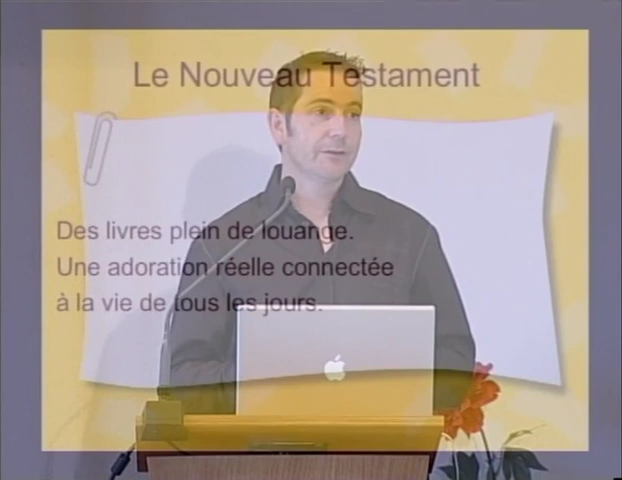 Le Nouveau Testament
Des livres plein de louange.
Une adoration réelle connectée
à la vie de tous les jours.